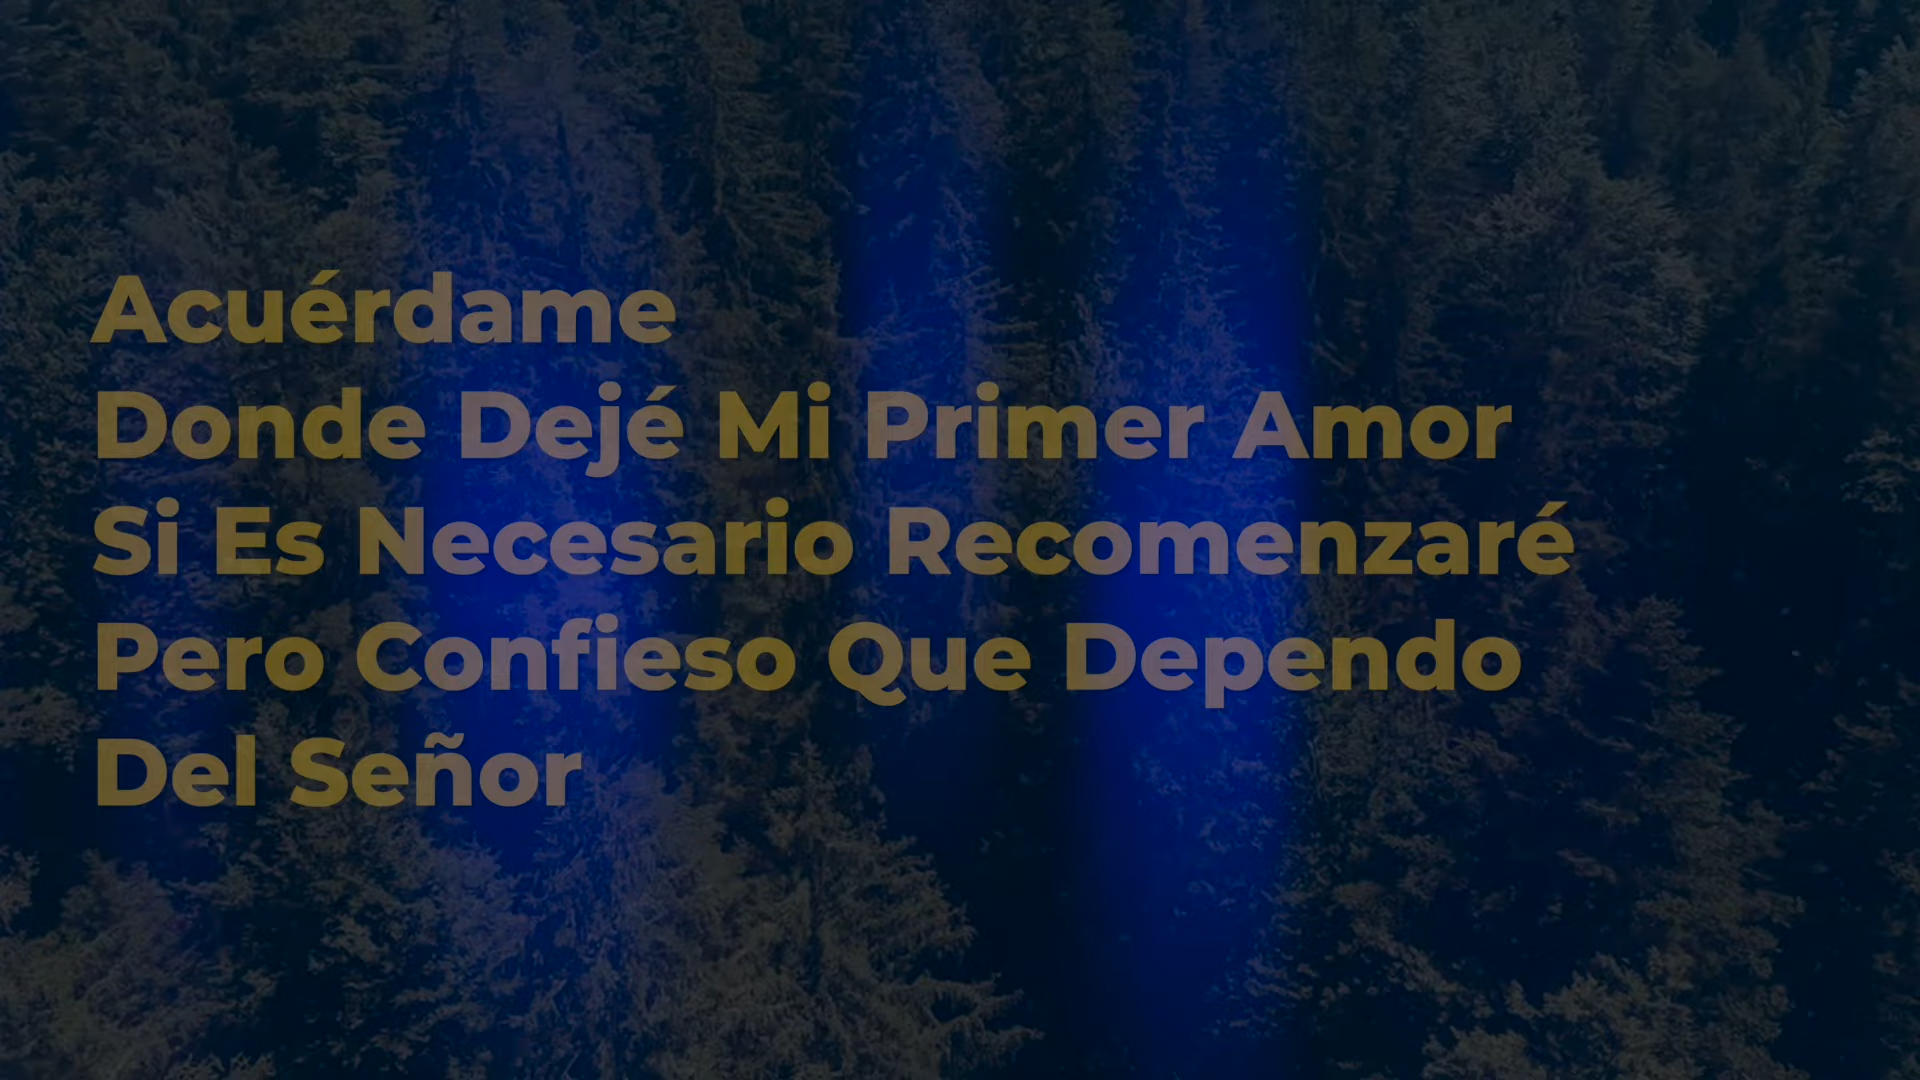 Acuérdame
Donde Dejé Mi Primer Amor
Si Es Necesario Recomenzaré
Pero Confieso Que Dependo
Del Señor